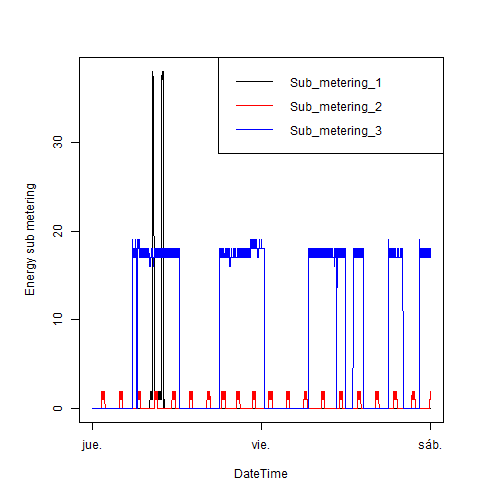 Sub_metering_1
Sub_metering_2
Sub_metering_3
Energy sub metering
30
20
10
0
jue.
vie.
sáb.
DateTime